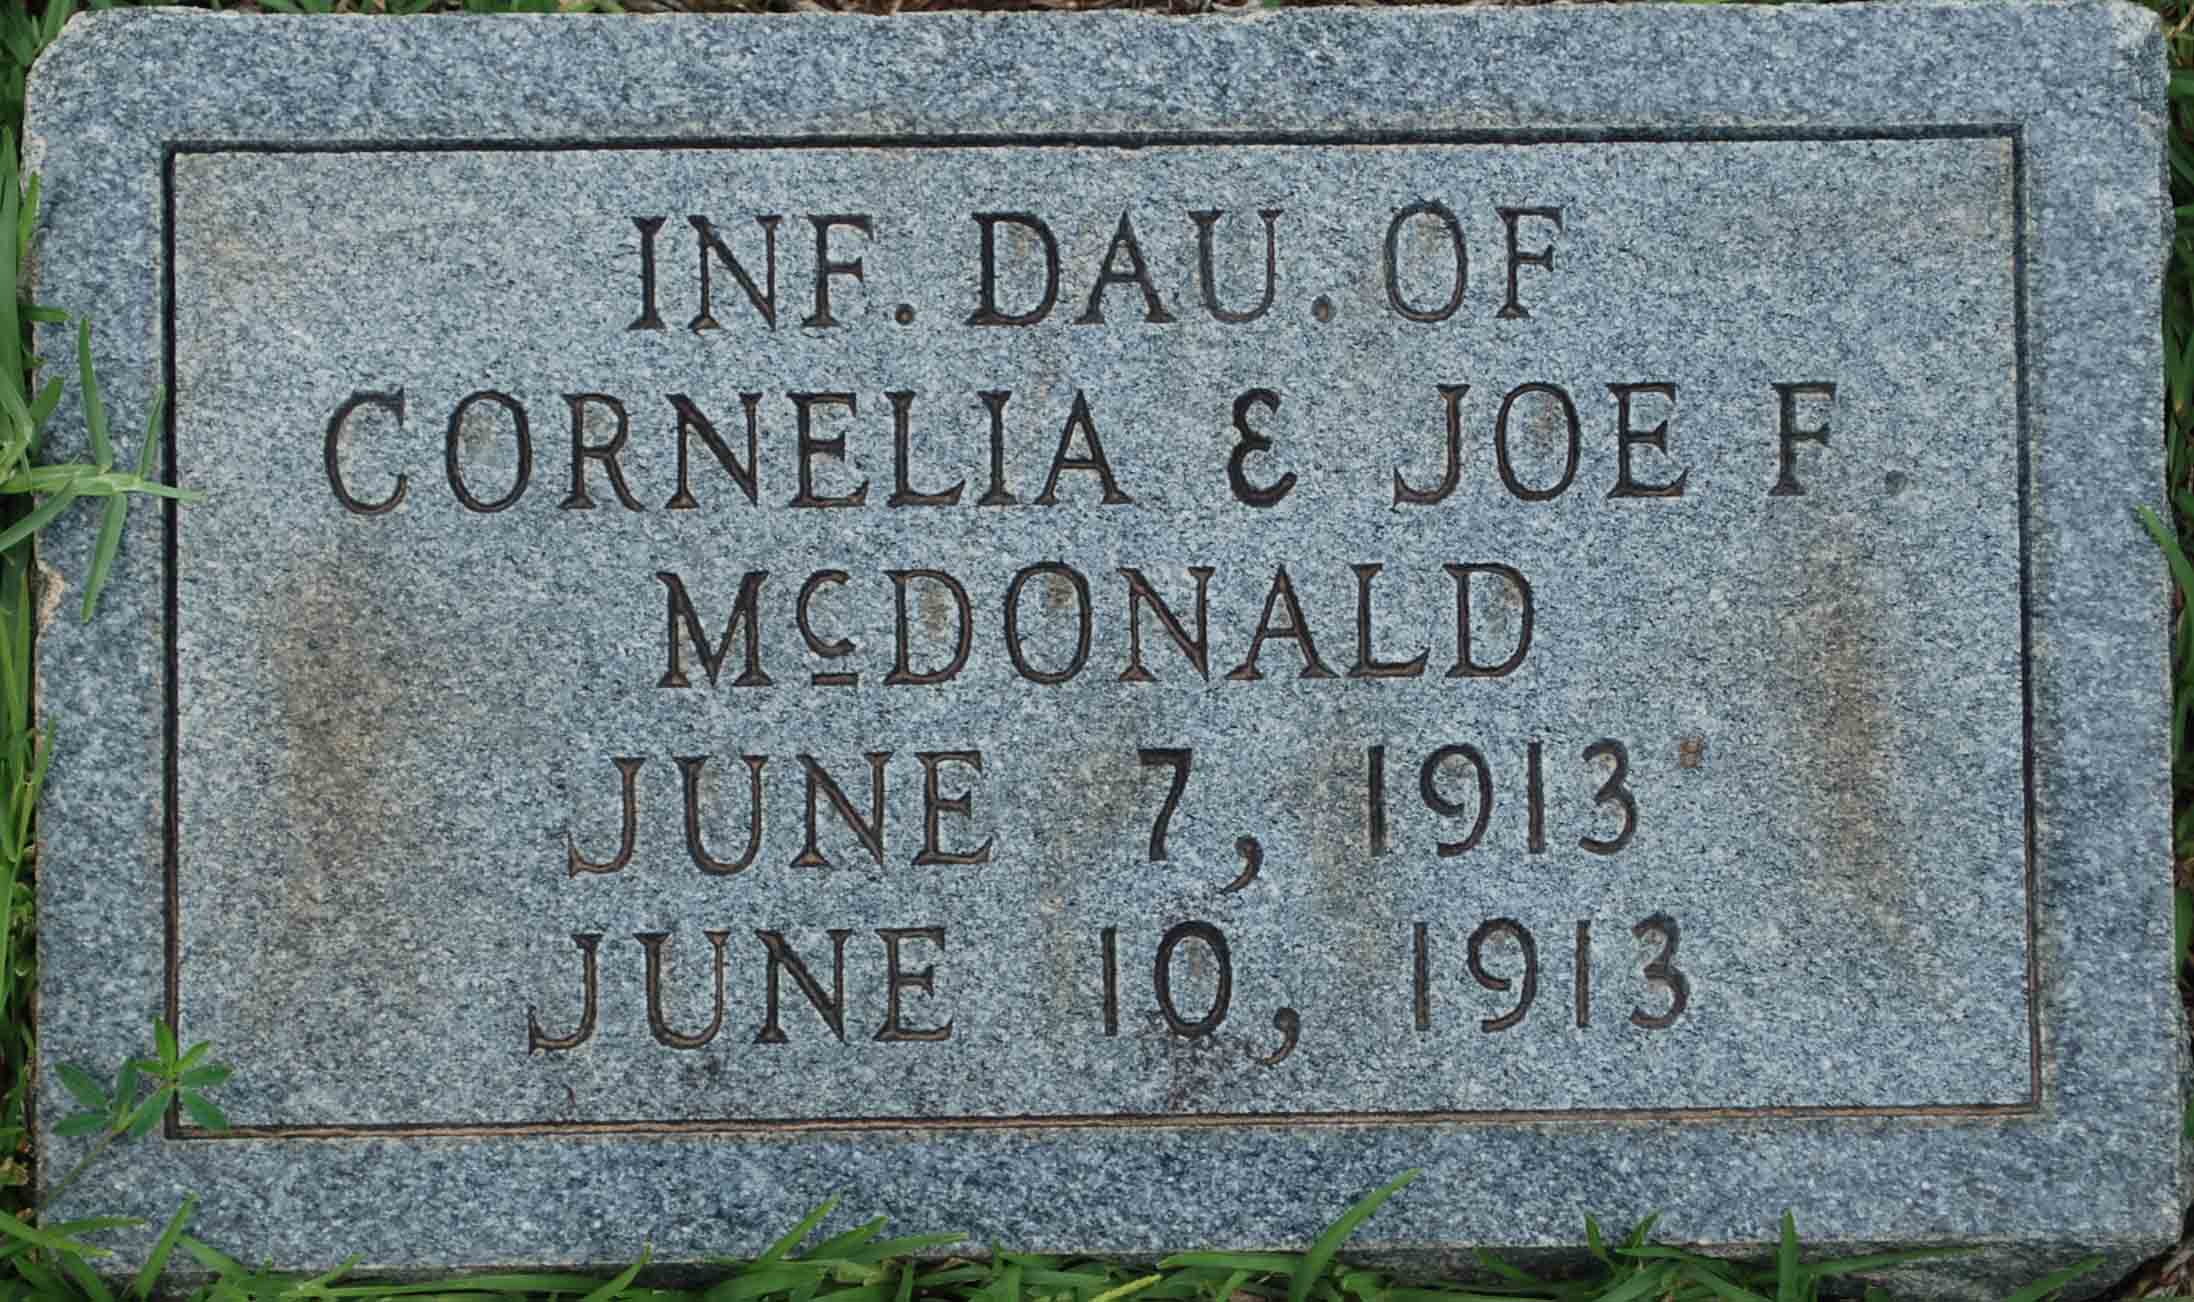 INF. DAU. OF
CORNELIA & JOE F.
McDONALD
JUNE 7, 1913
JUNE 10, 1913